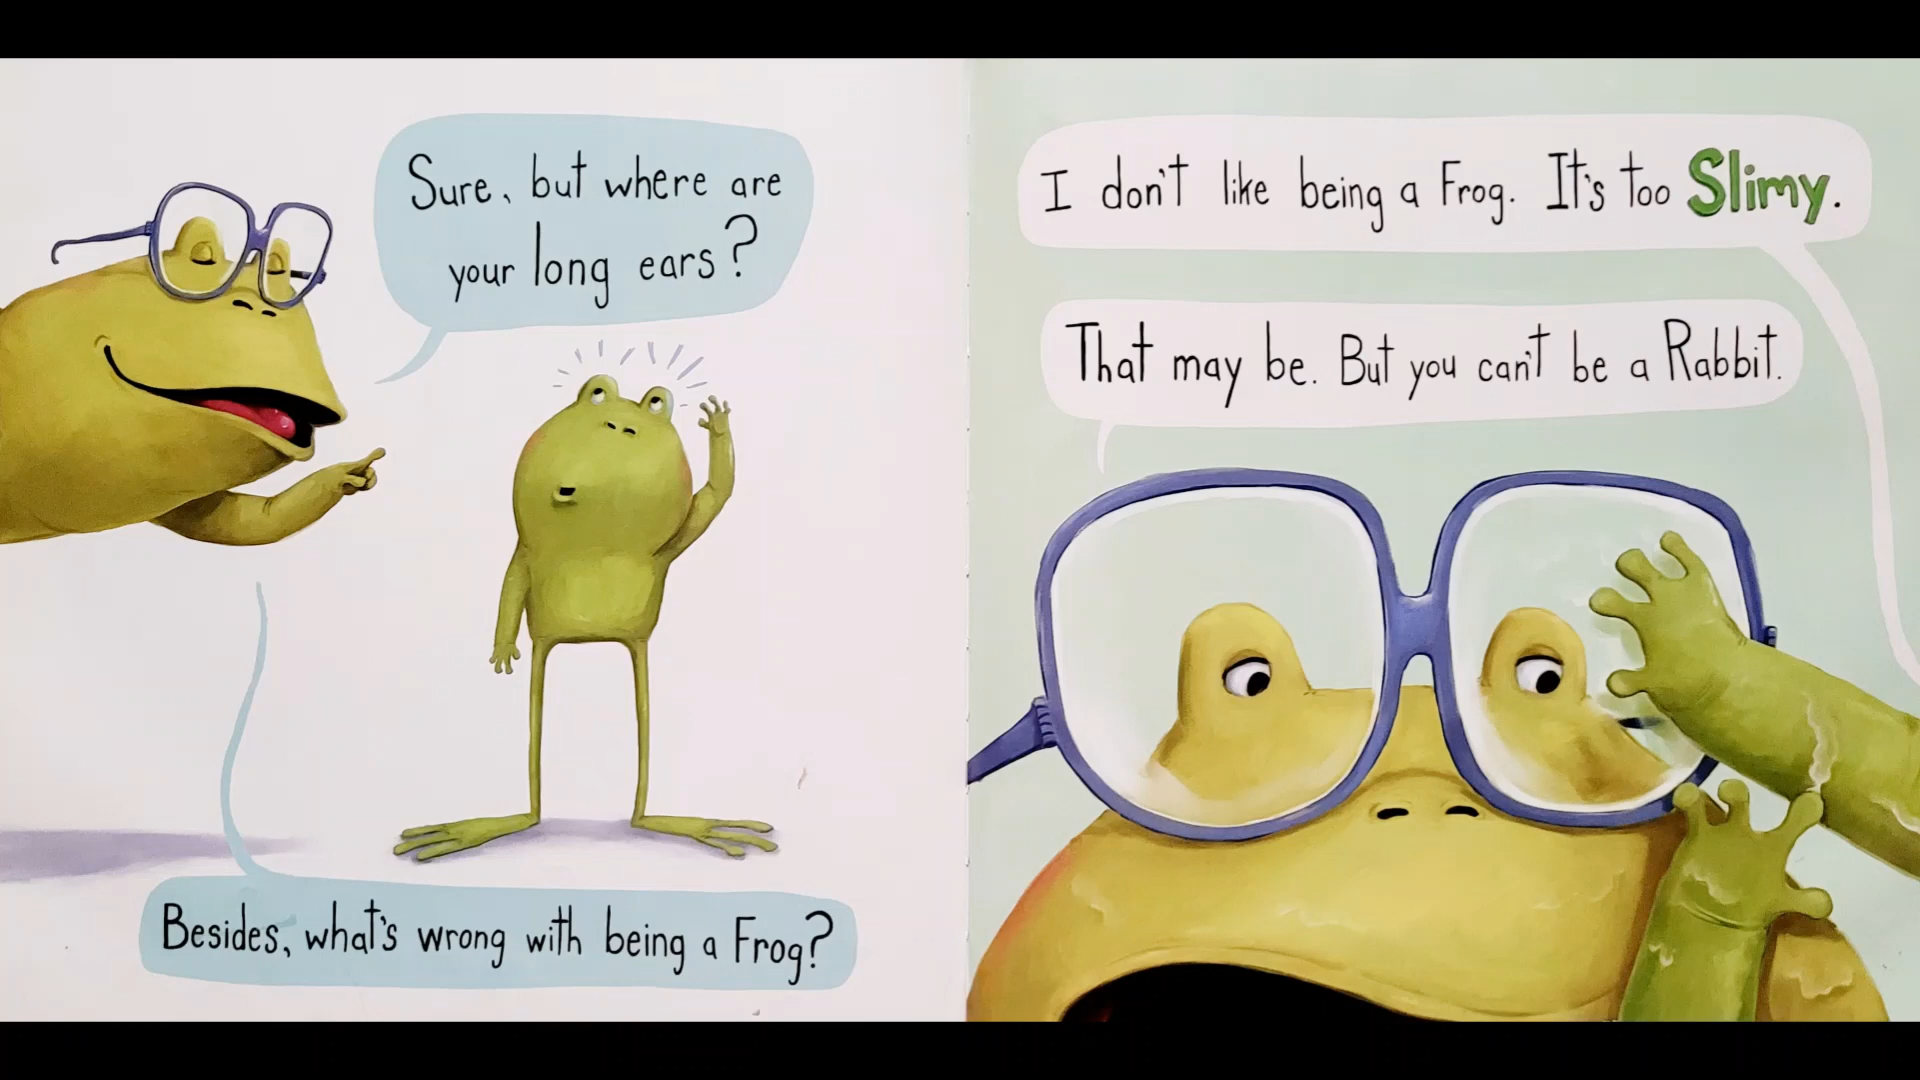 Sure, but where are
your long ears?
Besides, what's wrong with being a Frog?
I don't like being a Frog. It's too Slimy.
That may be. But you can't be a Rabbit.